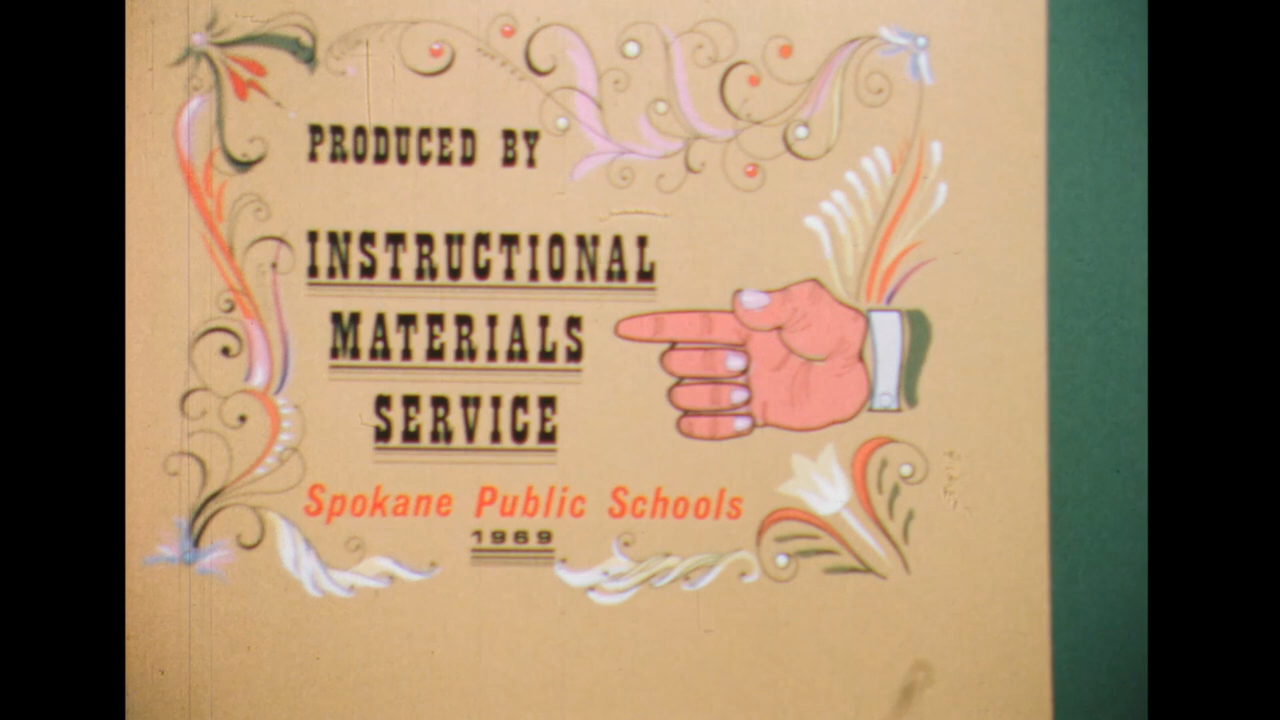 PRODUCED BY
INSTRUCTIONAL
MATERIALS
SERVICE
Spokane Public Schools
1969